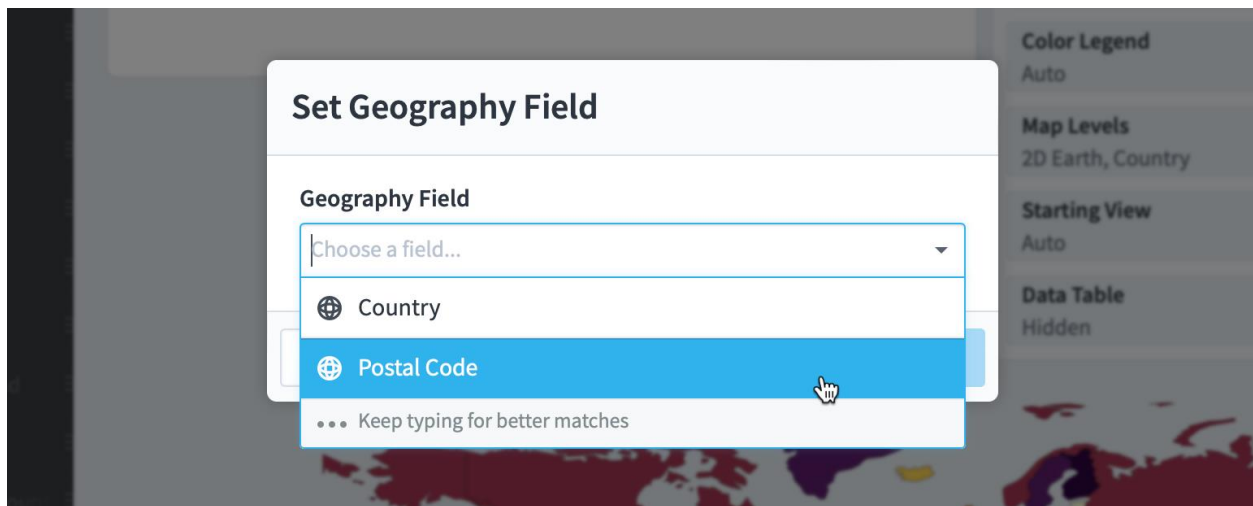 Set Geography Field
Geography Field
Choose a field...
Country
Postal Code
Keep typing for better matches
Color Legend
Auto
Map Levels
2D Earth, Country
Starting View
Auto
Data Table
Hidden